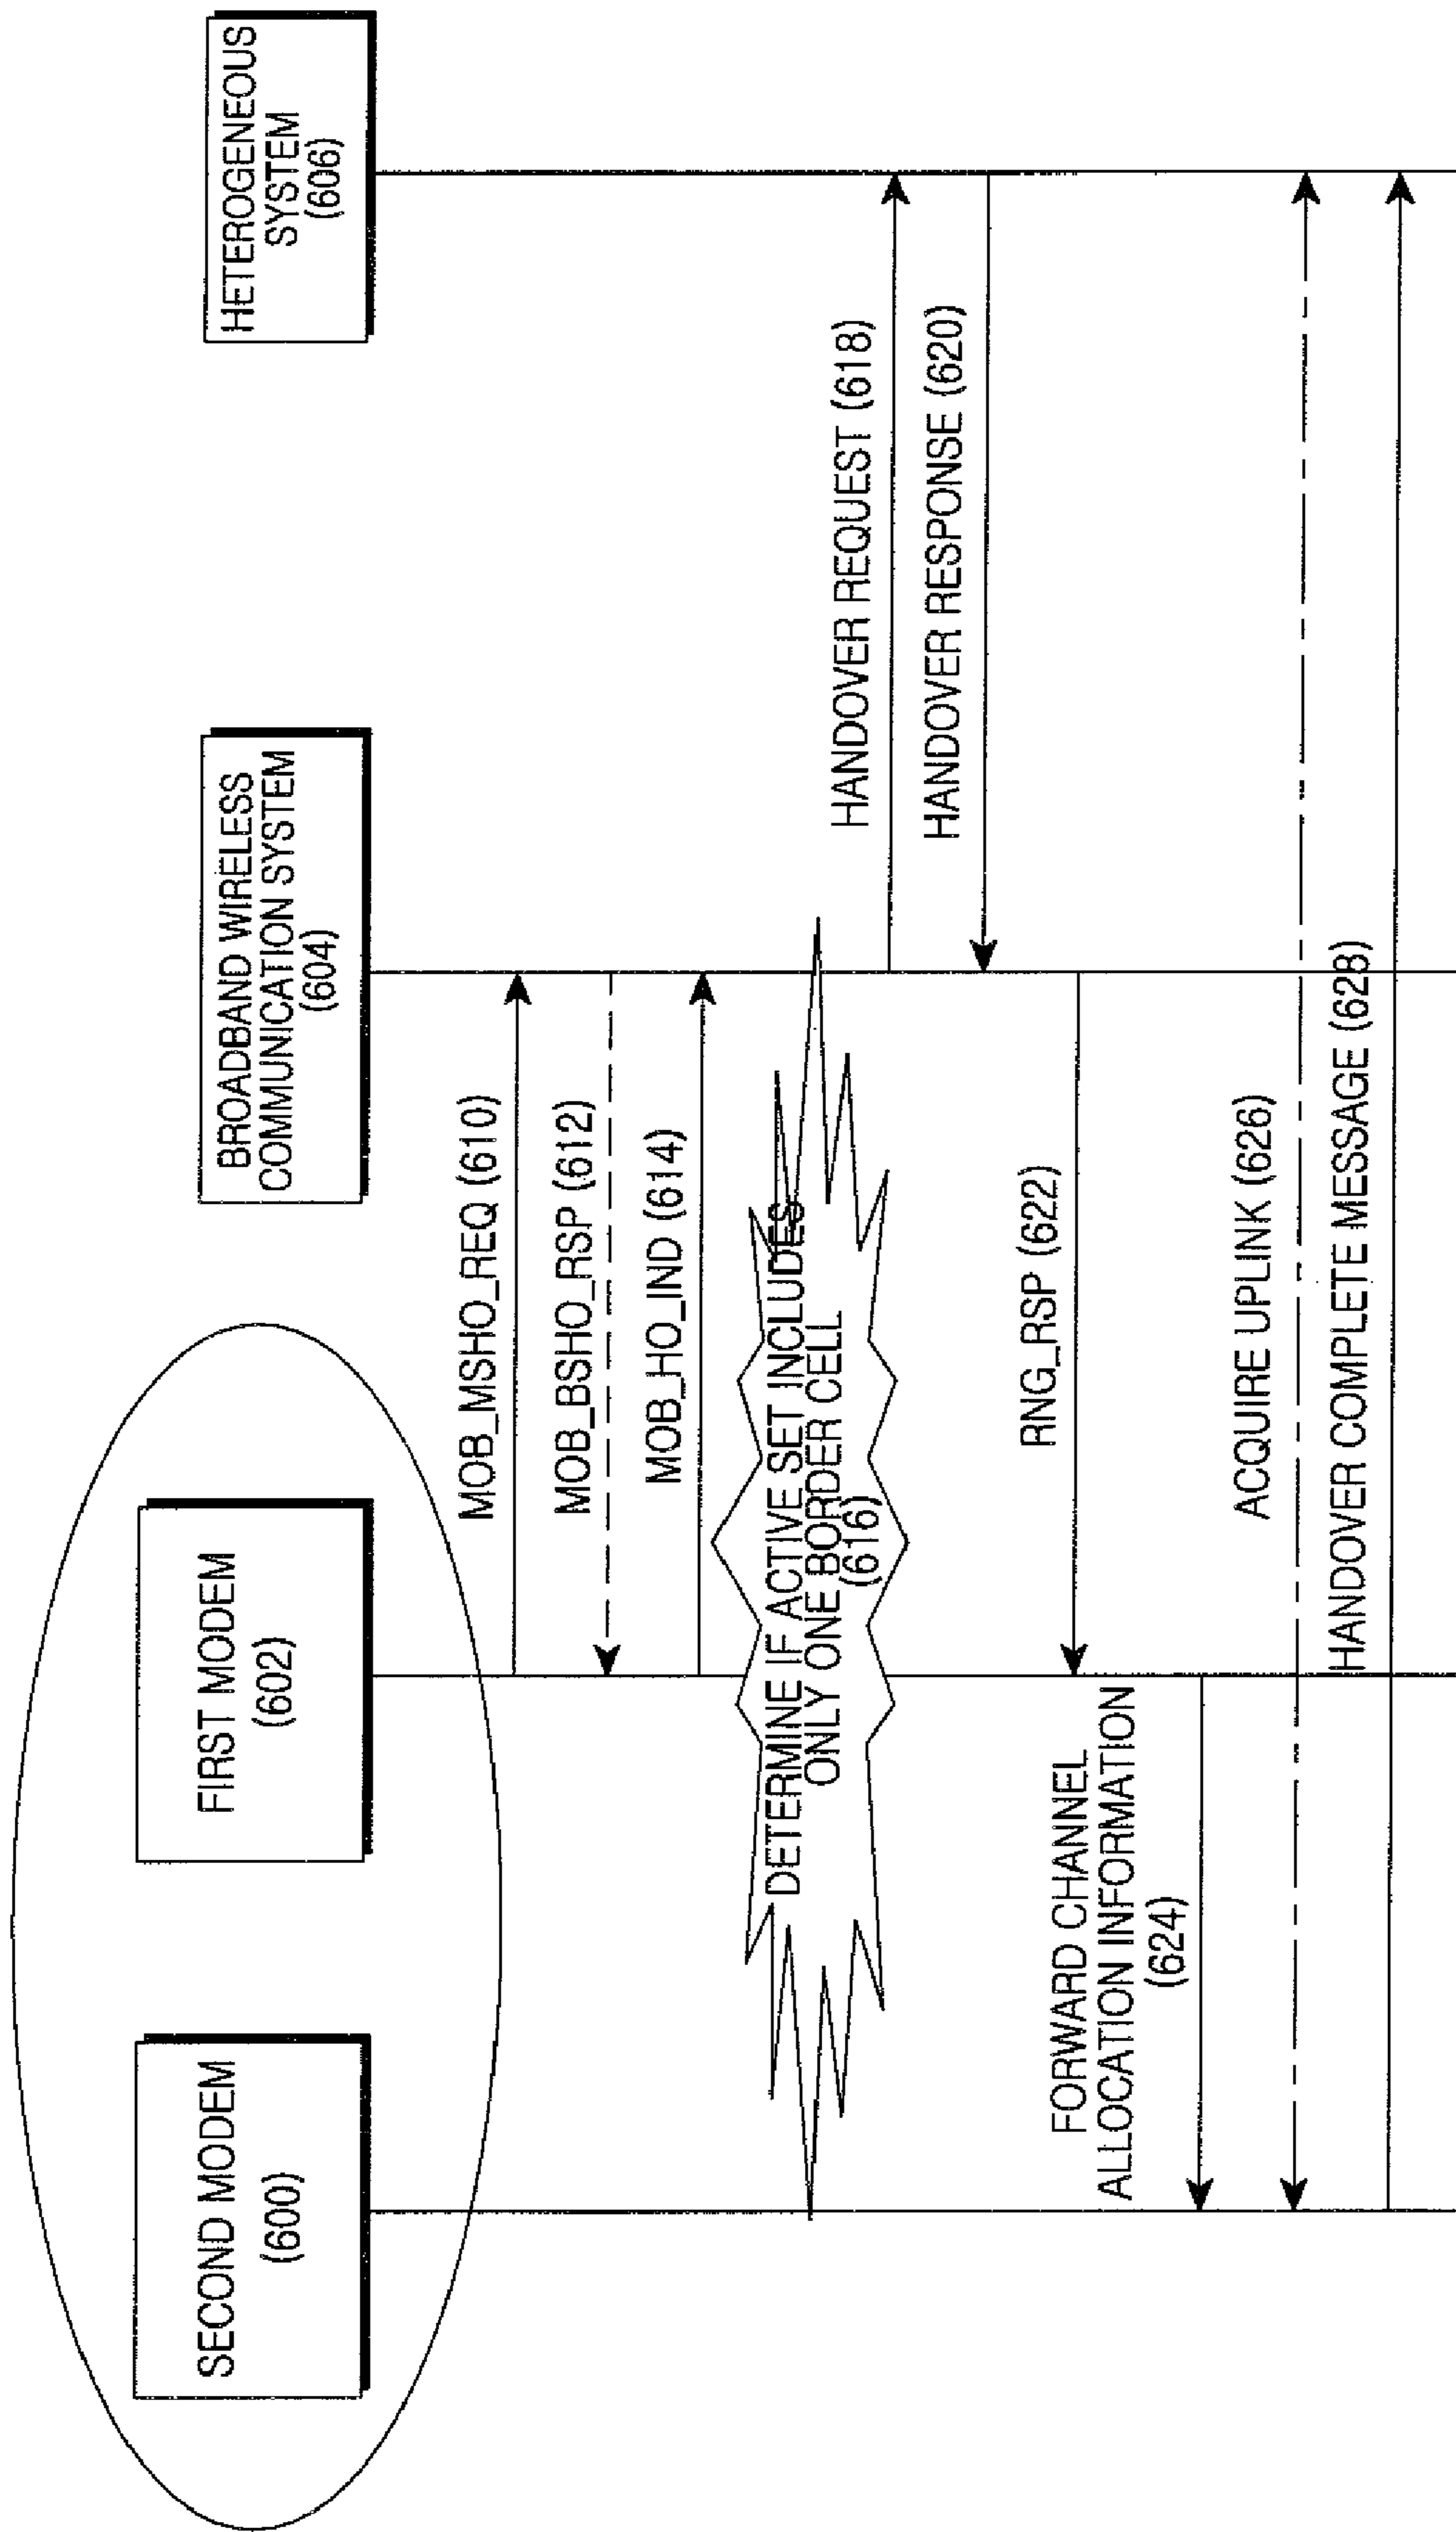 SECOND MODEM
(600)
FIRST MODEM
(602)
BROADBAND WIRELESS
COMMUNICATION SYSTEM
(604)
HETEROGENEOUS
SYSTEM
(606)
MOB_MSHO_REQ (610)
MOB_BSHO_RSP (612)
MOB_HO_IND (614)
DETERMINE IF ACTIVE SET INCLUDES
ONLY ONE BORDER CELL
(616)
HANDOVER REQUEST (618)
HANDOVER RESPONSE (620)
RNG_RSP (622)
FORWARD CHANNEL
ALLOCATION INFORMATION
(624)
ACQUIRE UPLINK (626)
HANDOVER COMPLETE MESSAGE (628)